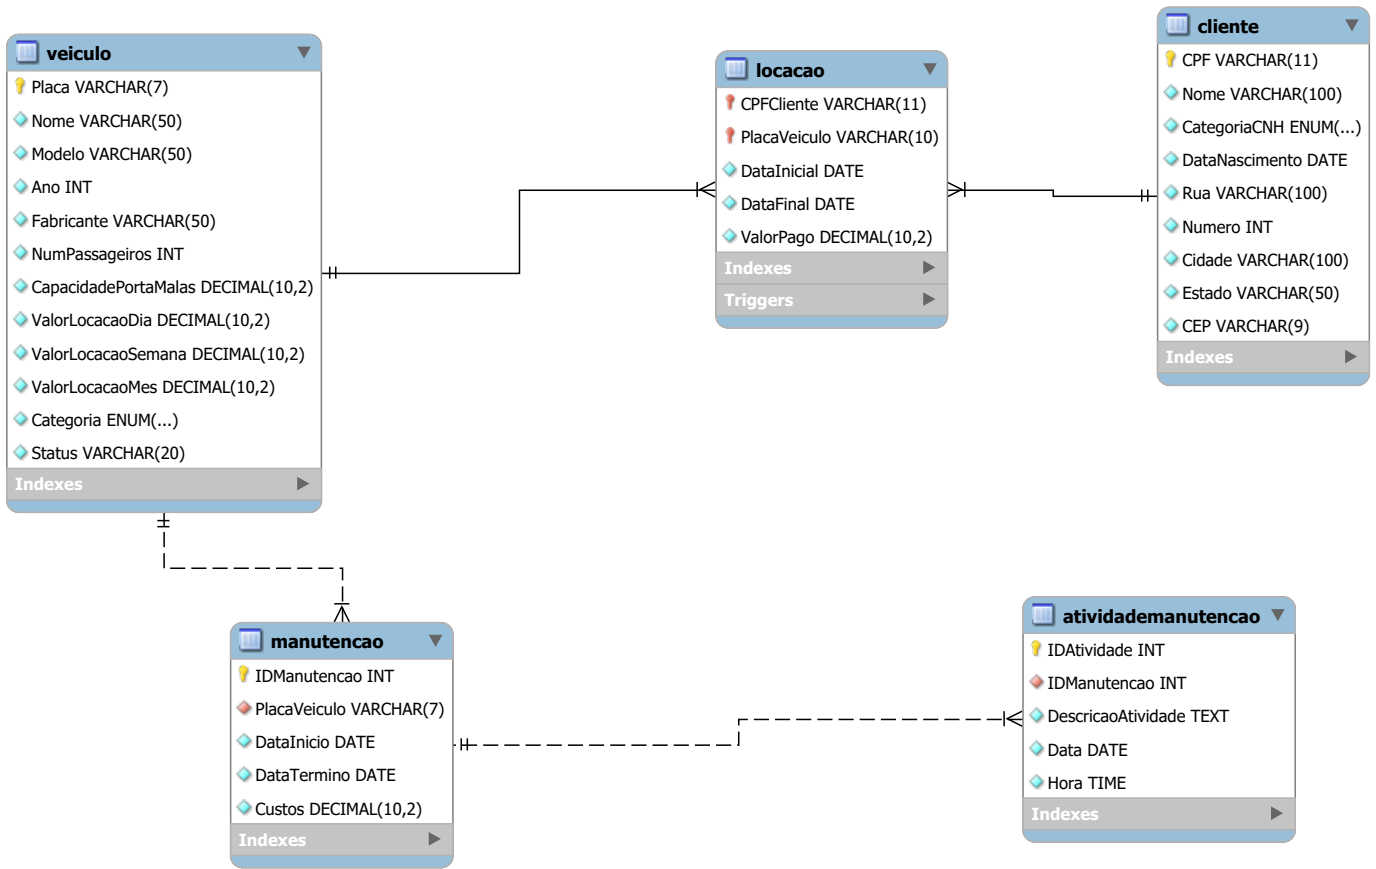 veiculo
Placa VARCHAR(7)
Nome VARCHAR(50)
Modelo VARCHAR(50)
Ano INT
Fabricante VARCHAR(50)
NumPassageiros INT
CapacidadePortaMalas DECIMAL(10,2)
ValorLocacaoDia DECIMAL(10,2)
ValorLocacaoSemana DECIMAL(10,2)
ValorLocacaoMes DECIMAL(10,2)
Categoria ENUM(...)
Status VARCHAR(20)
Indexes
locacao
CPFCliente VARCHAR(11)
PlacaVeiculo VARCHAR(10)
DataInicial DATE
DataFinal DATE
ValorPago DECIMAL(10,2)
Indexes
Triggers
cliente
CPF VARCHAR(11)
Nome VARCHAR(100)
CategoriaCNH ENUM(...)
DataNascimento DATE
Rua VARCHAR(100)
Numero INT
Cidade VARCHAR(100)
Estado VARCHAR(50)
CEP VARCHAR(9)
Indexes
manutencao
IDManutencao INT
PlacaVeiculo VARCHAR(7)
DataInicio DATE
DataTermino DATE
Custos DECIMAL(10,2)
Indexes
atividademanutencao
IDAtividade INT
IDManutencao INT
DescricaoAtividade TEXT
Data DATE
Hora TIME
Indexes